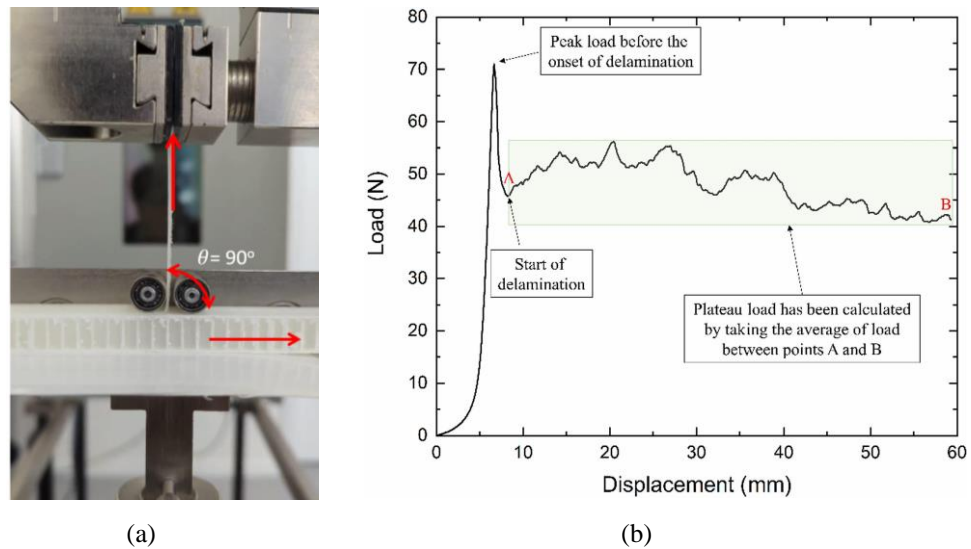 θ= 90°
Peak load before the
onset of delamination
A
B
Start of
delamination
Plateau load has been calculated
by taking the average of load
between points A and B
80
70
60
50
40
30
20
10
0
Load (N)
0 10 20 30 40 50 60
Displacement (mm)
(a) (b)